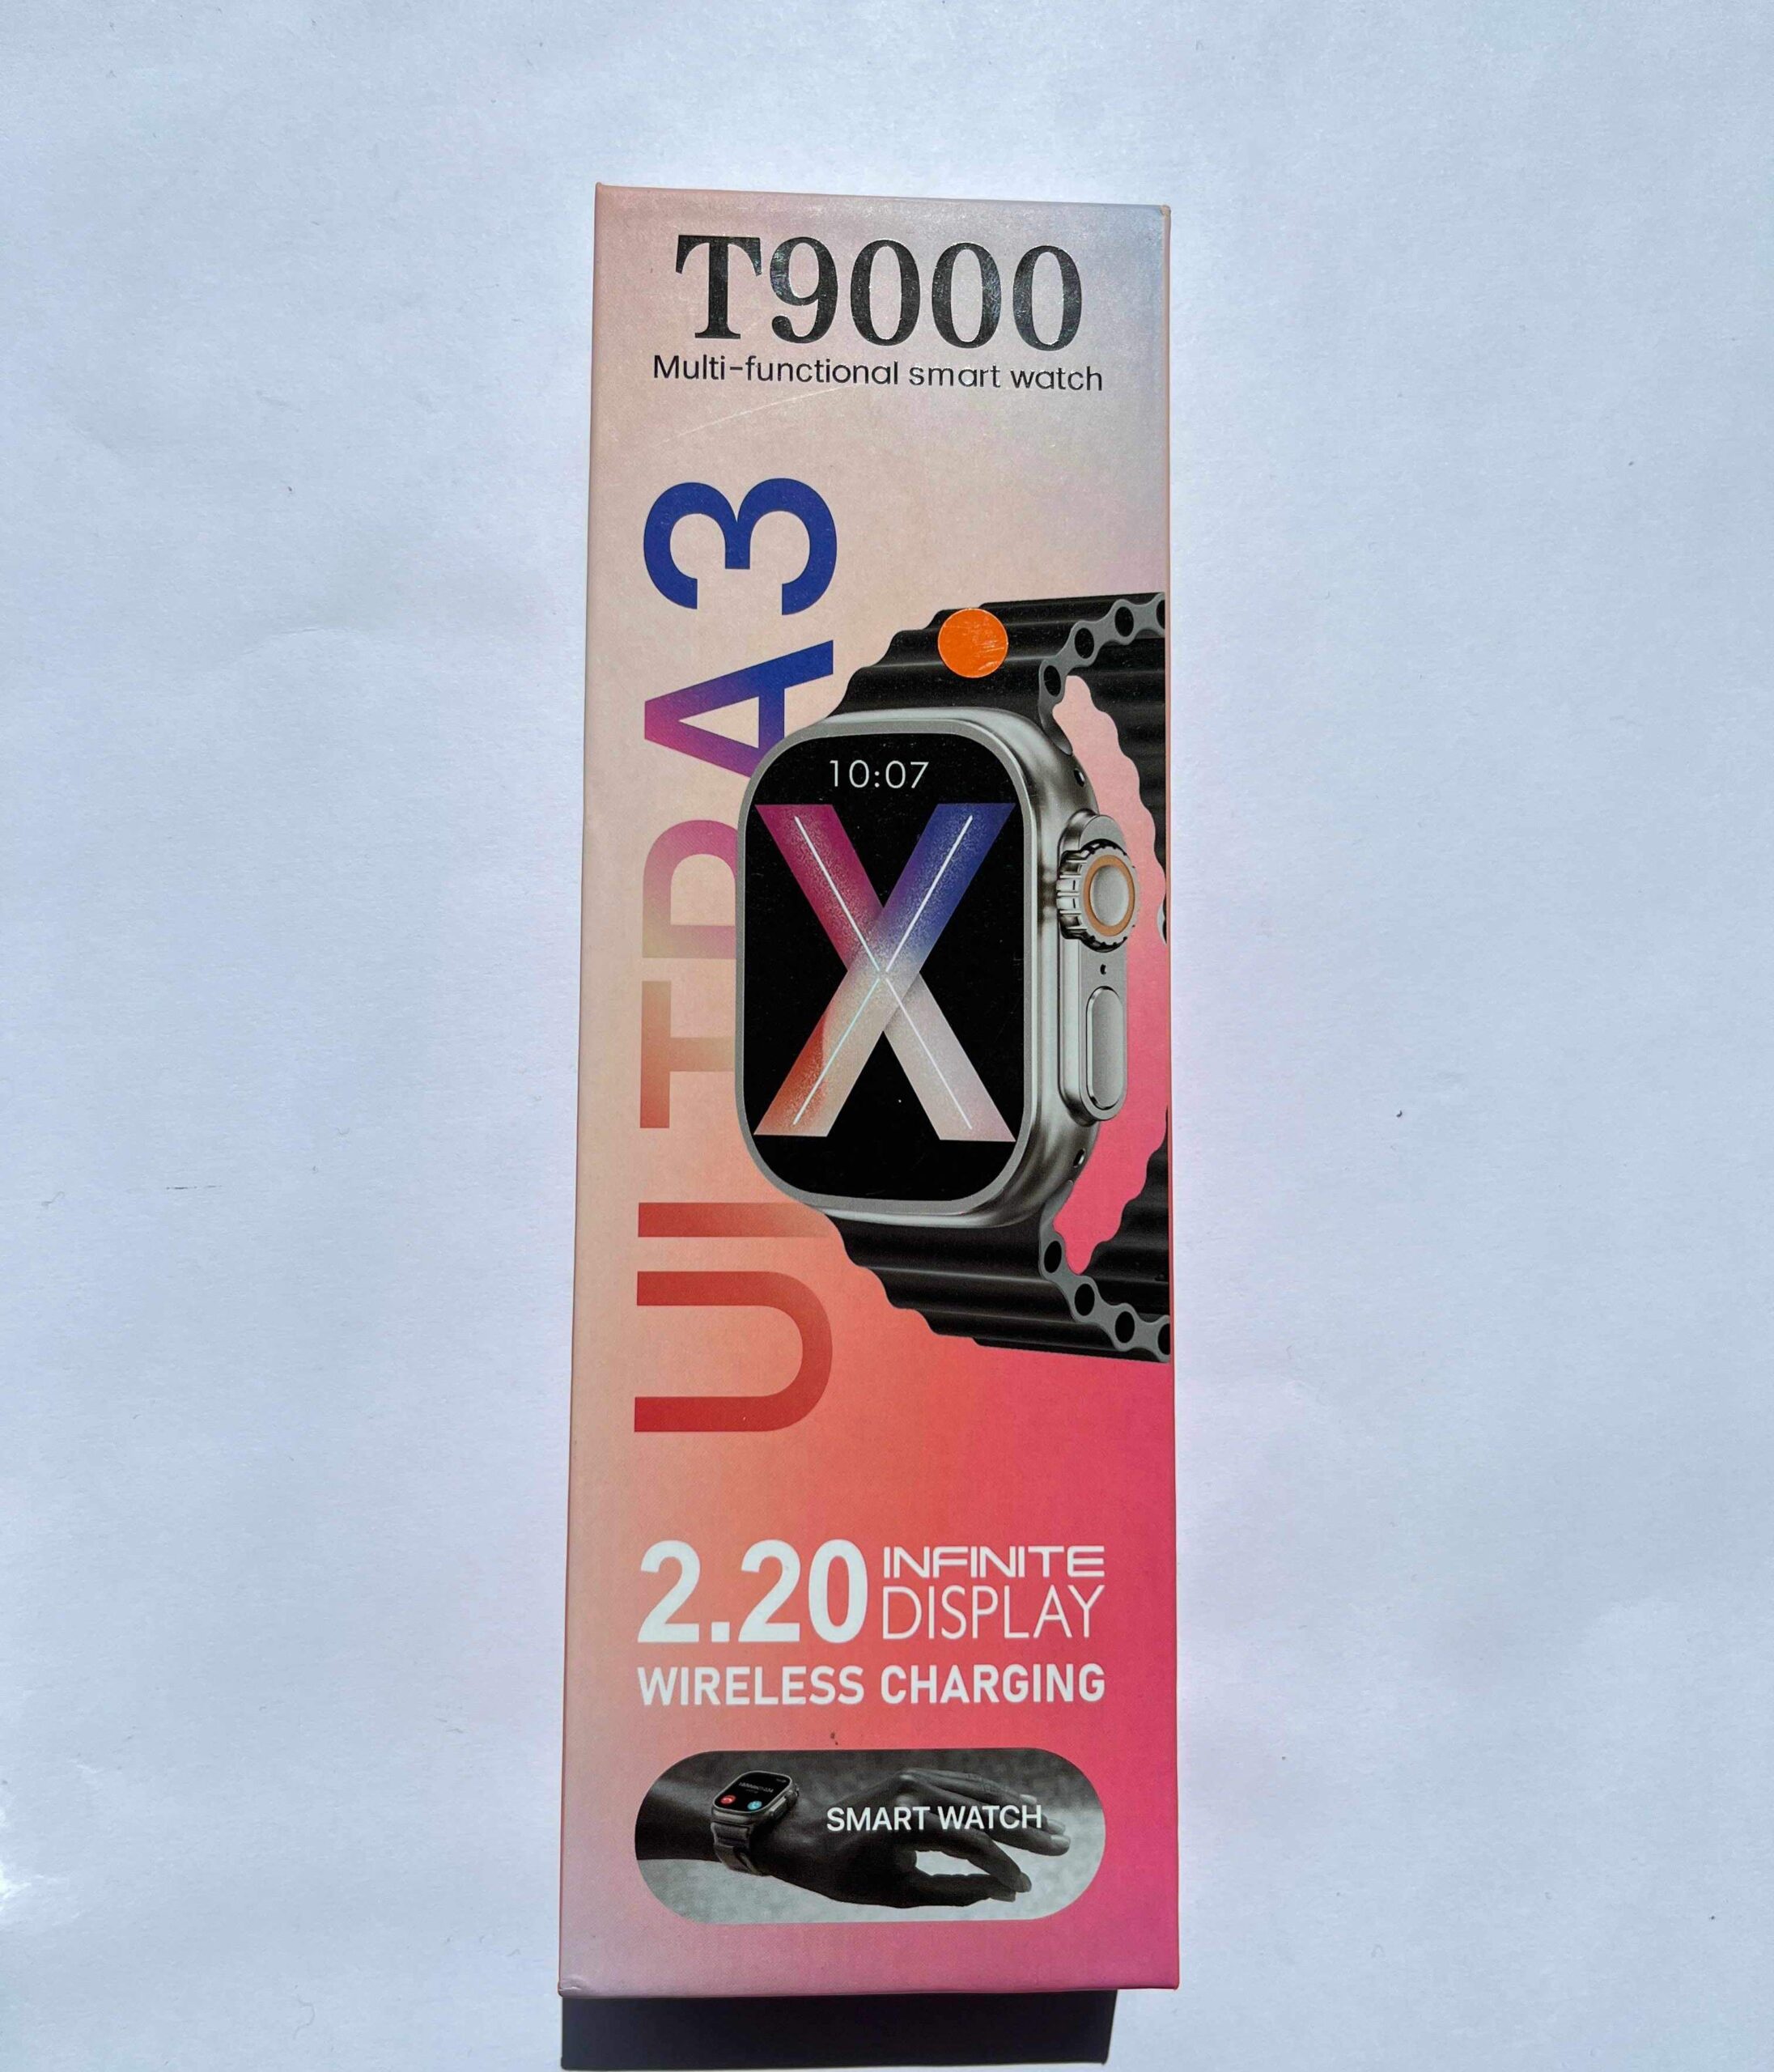 T9000
Multi-functional smart watch
ULTRA3
10:07
X
2.20 INFINITE
DISPLAY
WIRELESS CHARGING
SMART WATCH